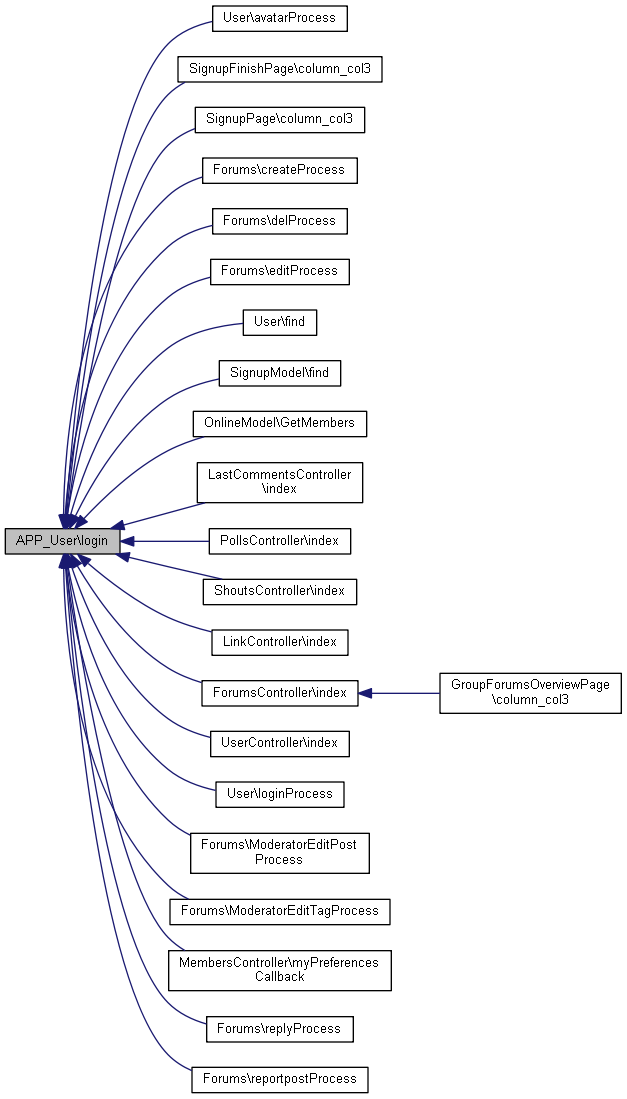 User\avatarProcess
SignupFinishPage\column_col3
SignupPage\column_col3
Forums\createProcess
Forums\delProcess
Forums\editProcess
User\find
SignupModel\find
OnlineModel\GetMembers
LastCommentsController
\index
APP_User\login
PollsController\index
ShoutsController\index
LinkController\index
ForumsController\index
GroupForumsOverviewPage
\column_col3
UserController\index
User\loginProcess
Forums\ModeratorEditPost
Process
Forums\ModeratorEditTagProcess
MembersController\myPreferences
Callback
Forums\replyProcess
Forums\reportpostProcess